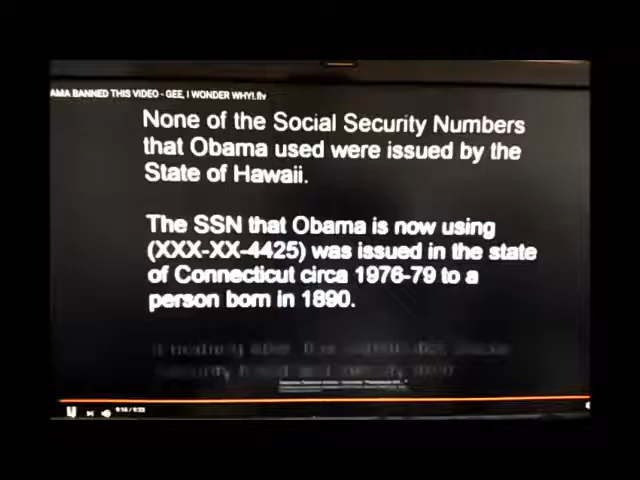 AMA BANNED THIS VIDEO - GEE, I WONDER WHY!.flv
None of the Social Security Numbers
that Obama used were issued by the
State of Hawaii.
The SSN that Obama is now using
(XXX-XX-4425) was issued in the state
of Connecticut circa 1976-79 to a
person born in 1890.